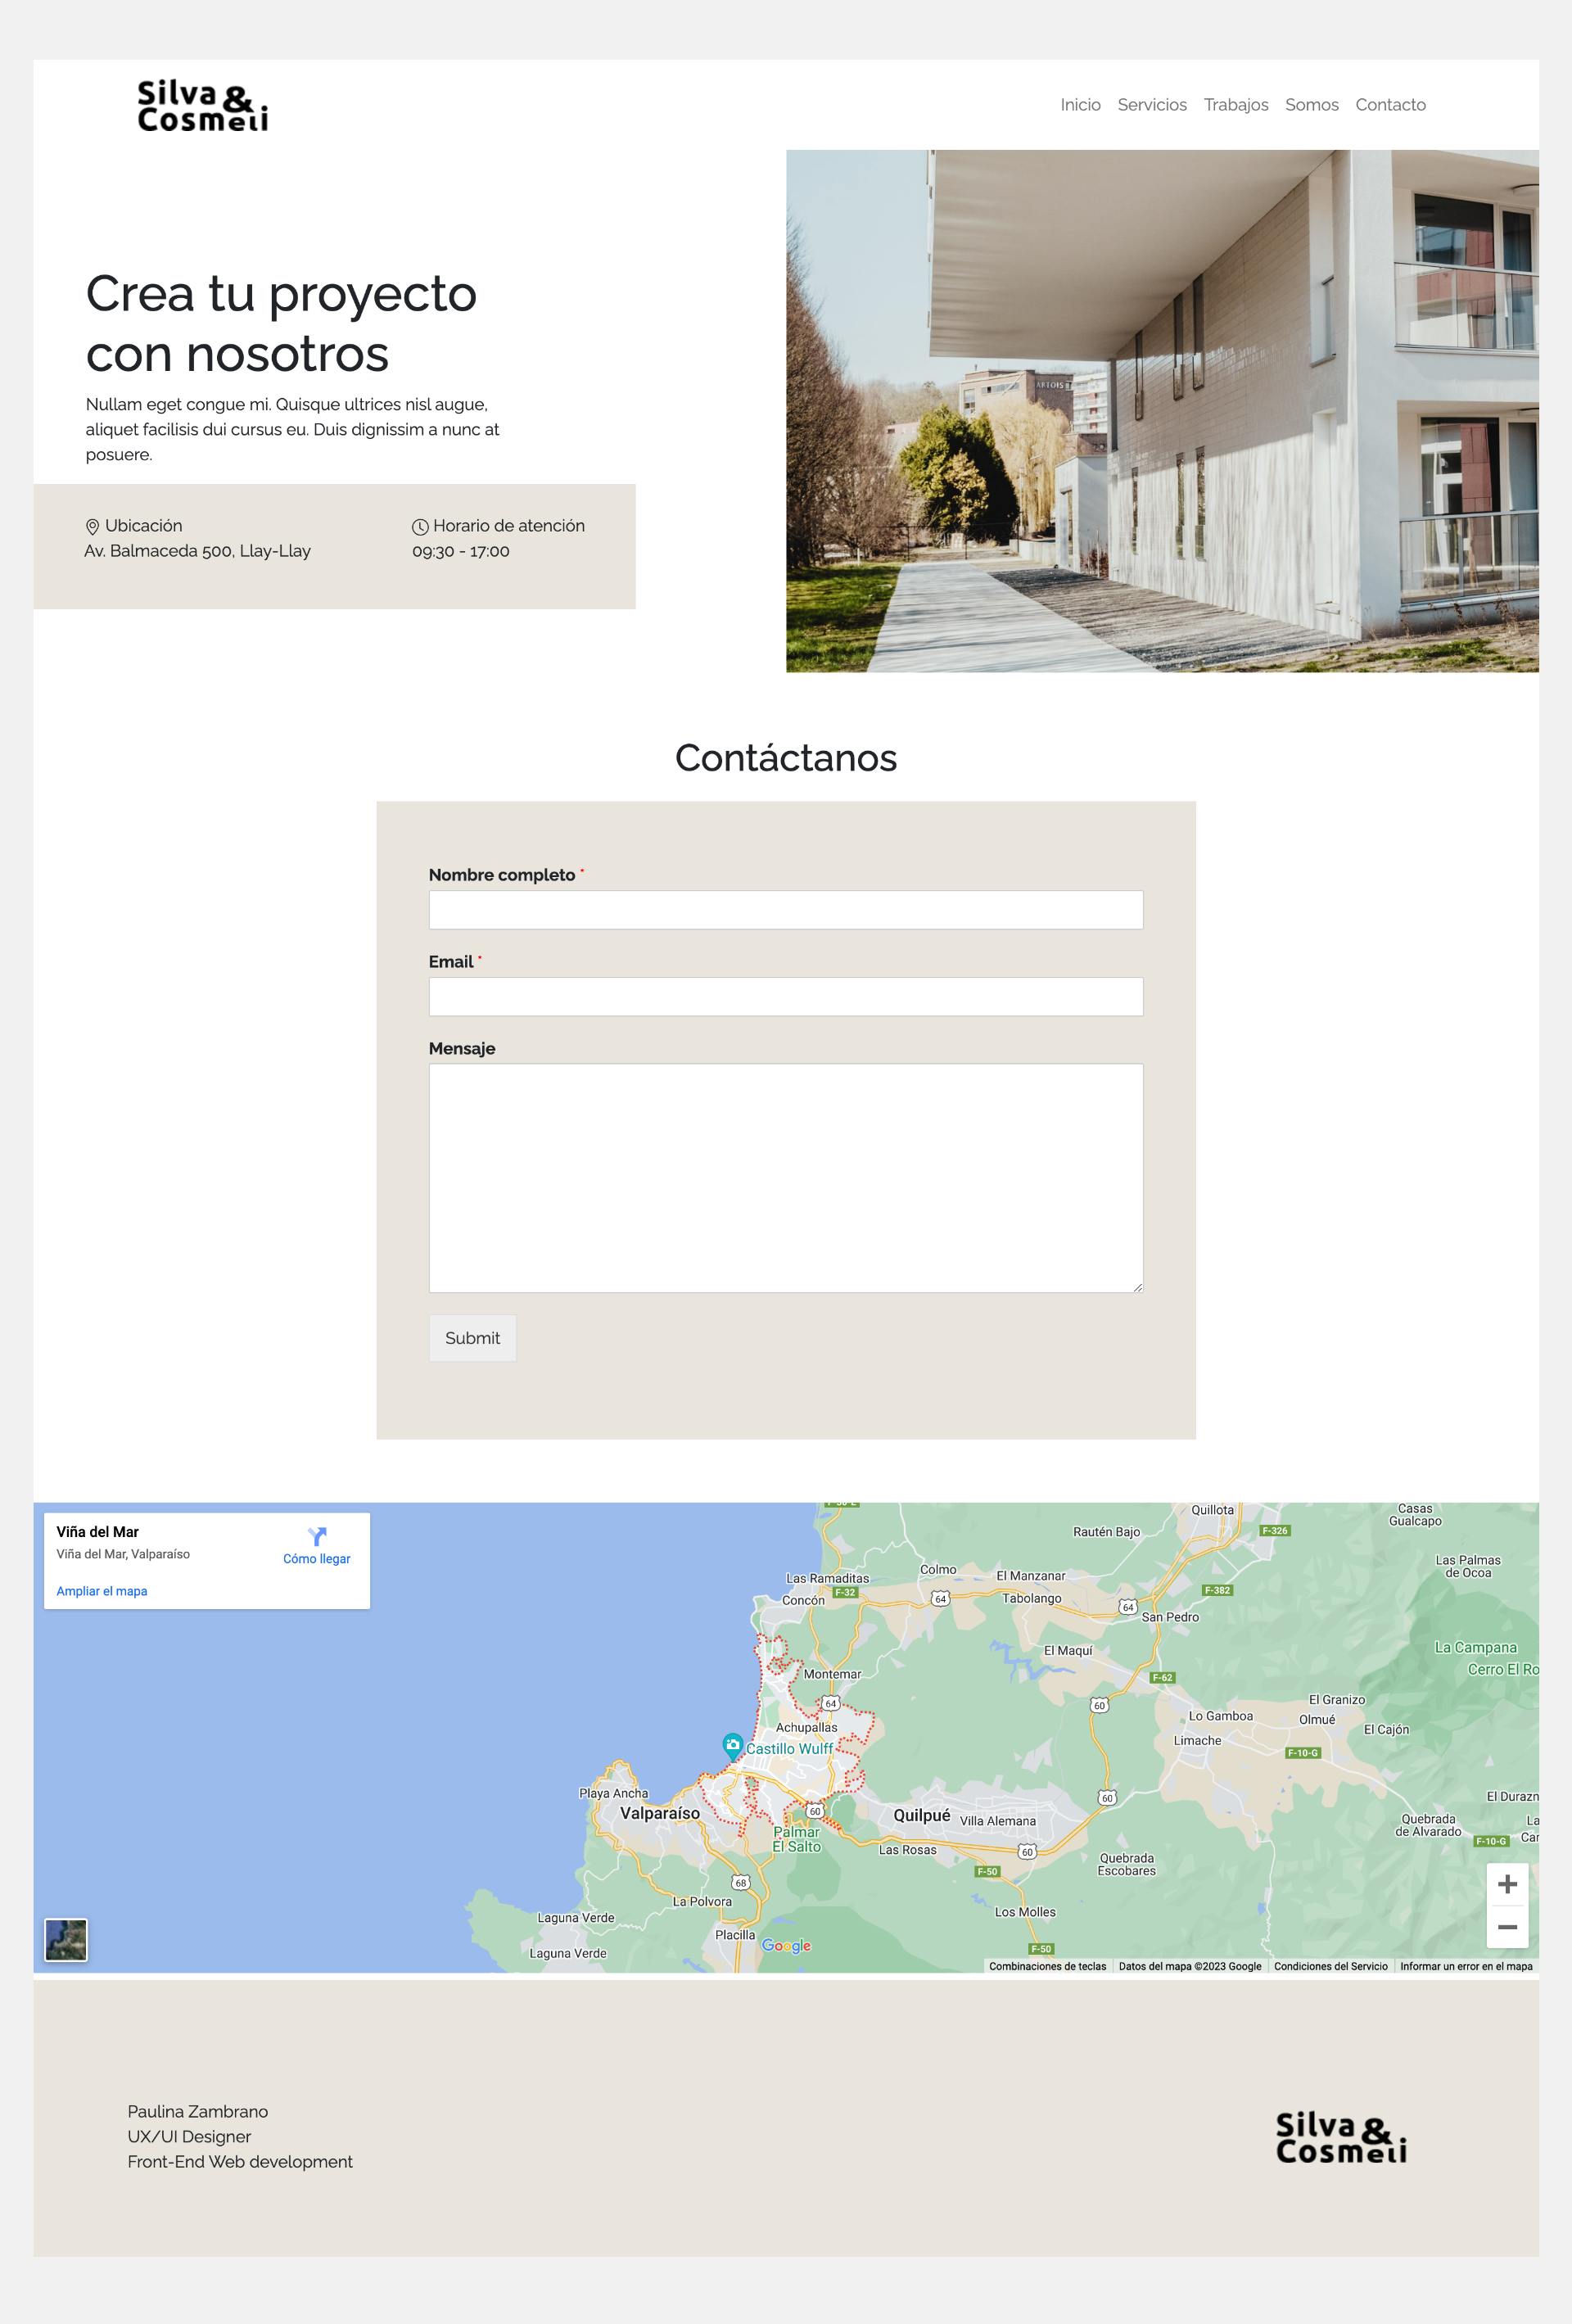 Silva &
Cosmeli
Inicio Servicios Trabajos Somos Contacto
ARTOIS
Crea tu proyecto
con nosotros
Nullam eget congue mi. Quisque ultrices nisl augue,
aliquet facilisis dui cursus eu. Duis dignissim a nunc at
posuere.
Ubicación
Av. Balmaceda 500, Llay-Llay
Horario de atención
09:30 - 17:00
Contáctanos
Nombre completo *
Email *
Mensaje
Submit
Viña del Mar
Viña del Mar, Valparaíso
Cómo llegar
Ampliar el mapa
Quillota
Casas
Gualcapo
Rautén Bajo
F-326
Las Palmas
de Ocoa
Colmo
El Manzanar
Las Ramaditas
F-32
F-382
Concón
64
Tabolango
64
San Pedro
El Maquí
La Campana
Cerro El Ro
Montemar
F-62
64
60
El Granizo
Lo Gamboa
Olmué
Achupallas
El Cajón
Castillo Wulff
Limache
F-10-G
Playa Ancha
60
El Durazn
Valparaíso
60
Quilpué
Villa Alemana
Quebrada
de Alvarado
La
Car
Palmar
El Salto
F-10-G
Las Rosas
60
Quebrada
Escobares
F-50
68
La Polvora
Los Molles
Laguna Verde
Placilla
Google
F-50
Laguna Verde
Combinaciones de teclas
Datos del mapa ©2023 Google
Condiciones del Servicio
Informar un error en el mapa
Paulina Zambrano
UX/UI Designer
Front-End Web development
Silva &
Cosmeli